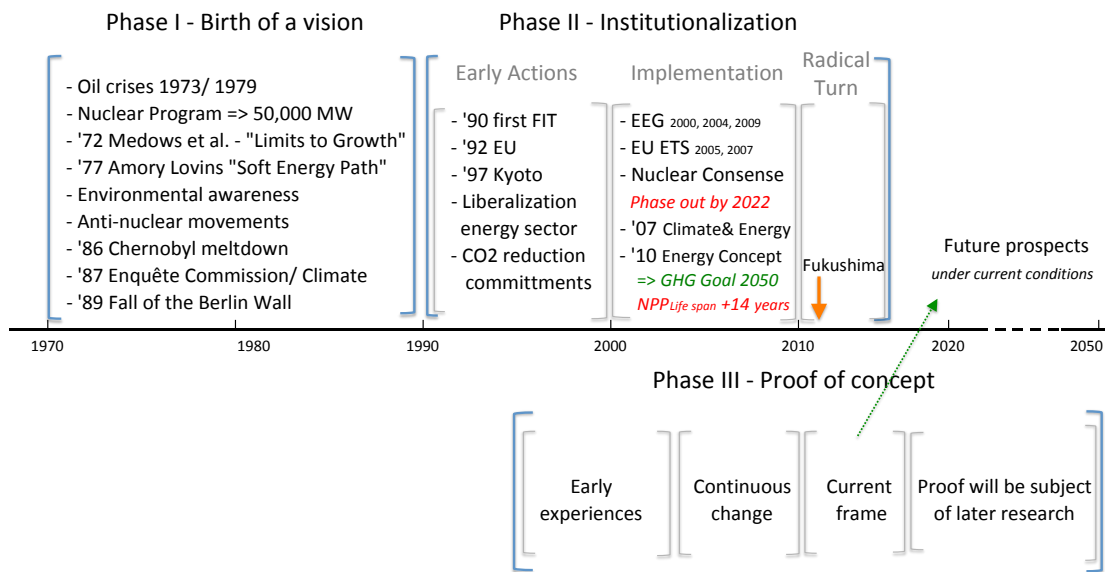 Phase I - Birth of a vision
- Oil crises 1973/ 1979
- Nuclear Program => 50,000 MW
- '72 Medows et al. - "Limits to Growth"
- '77 Amory Lovins "Soft Energy Path"
- Environmental awareness
- Anti-nuclear movements
- '86 Chernobyl meltdown
- '87 Enquête Commission/ Climate
- '89 Fall of the Berlin Wall
Phase II - Institutionalization
Early Actions
- '90 first FIT
- '92 EU
- '97 Kyoto
- Liberalization
energy sector
- CO2 reduction
committments
Implementation
- EEG 2000, 2004, 2009
- EU ETS 2005, 2007
- Nuclear Consense
Phase out by 2022
- '07 Climate& Energy
- '10 Energy Concept
=> GHG Goal 2050
NPP Life span +14 years
Radical
Turn
Fukushima
Future prospects
under current conditions
1970
1980
1990
2000
2010
2020
2050
Phase III - Proof of concept
Early
experiences
Continuous
change
Current
frame
Proof will be subject
of later research